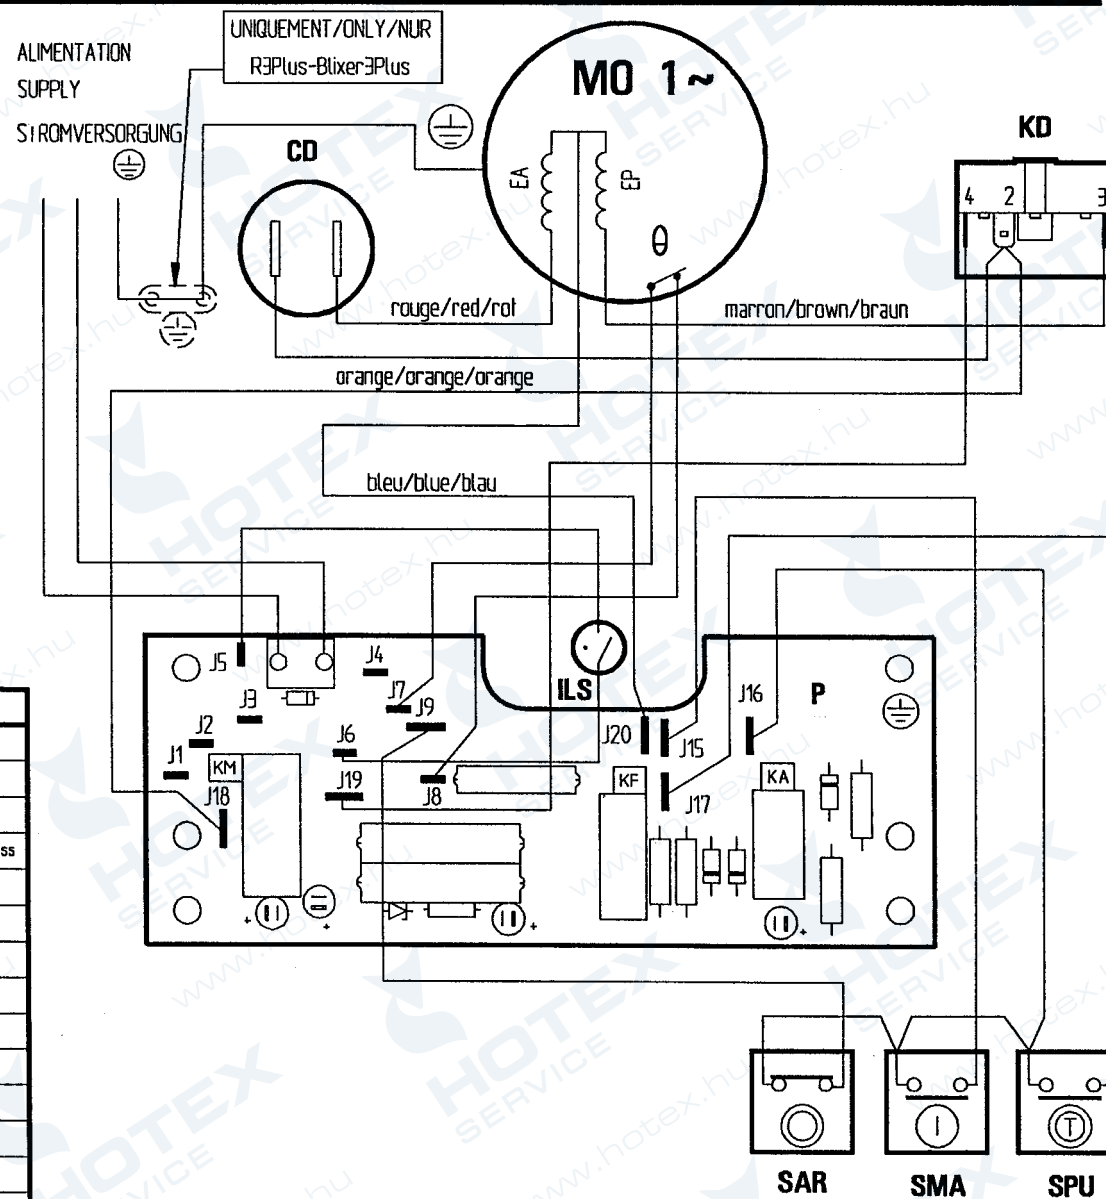 UNIQUEMENT/ONLY/NUR
R3Plus-Blixer3Plus
ALIMENTATION
SUPPLY
STROMVERSORGUNG
MO 1~
CD
KD
EA
EP
θ
4
2
3
rouge/red/rot
marron/brown/braun
orange/orange/orange
bleu/blue/blau
J5
J4
J3
J7
J9
J2
J6
J1
KM
J19
J8
J18
ILS
J20
J15
J16
J17
KF
KA
P
ss
+
+
+
+
SAR
SMA
SPU
I
T
HOTEX
SERVICE
www.hotex.hu